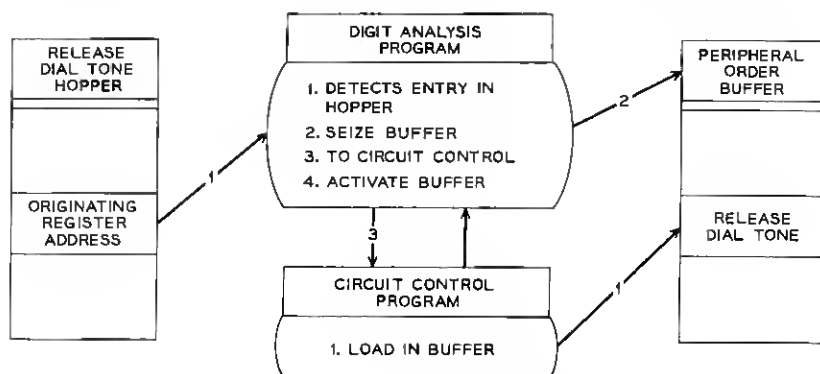 RELEASE
DIAL TONE
HOPPER
ORIGINATING
REGISTER
ADDRESS
1
DIGIT ANALYSIS
PROGRAM
1. DETECTS ENTRY IN
HOPPER
2. SEIZE BUFFER
3. TO CIRCUIT CONTROL
4. ACTIVATE BUFFER
2
3
CIRCUIT CONTROL
PROGRAM
1. LOAD IN BUFFER
1
PERIPHERAL
ORDER
BUFFER
RELEASE
DIAL TONE